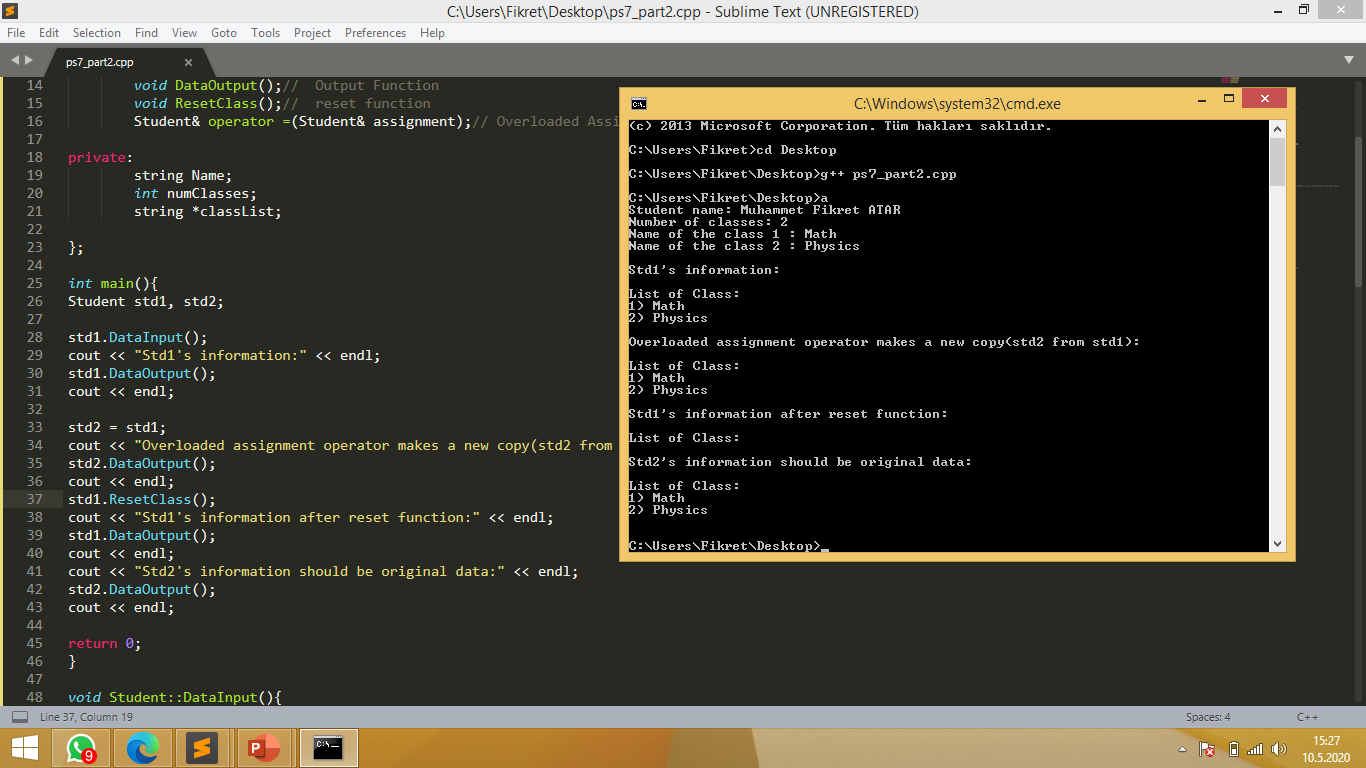 C:\Users\Fikret\Desktop\ps7_part2.cpp - Sublime Text (UNREGISTERED)
File Edit Selection Find View Goto Tools Project Preferences Help
ps7_part2.cpp
14 void DataOutput();// Output Function
15 void ResetClass();// reset function
16 Student& operator =(Student& assignment);// Overloaded Assi
17
18 private:
19 string Name;
20 int numClasses;
21 string *classList;
22
23 };
24
25 int main(){
26 Student std1, std2;
27
28 std1.DataInput();
29 cout << "Std1's information:" << endl;
30 std1.DataOutput();
31 cout << endl;
32
33 std2 = std1;
34 cout << "Overloaded assignment operator makes a new copy(std2 from
35 std2.DataOutput();
36 cout << endl;
37 std1.ResetClass();
38 cout << "Std1's information after reset function:" << endl;
39 std1.DataOutput();
40 cout << endl;
41 cout << "Std2's information should be original data:" << endl;
42 std2.DataOutput();
43 cout << endl;
44
45 return 0;
46 }
47
48 void Student::DataInput(){
C:\Windows\system32\cmd.exe
(c) 2013 Microsoft Corporation. Tüm hakları saklıdır.
C:\Users\Fikret>cd Desktop
C:\Users\Fikret\Desktop>g++ ps7_part2.cpp
C:\Users\Fikret\Desktop>a
Student name: Muhammet Fikret ATAR
Number of classes: 2
Name of the class 1 : Math
Name of the class 2 : Physics
Std1's information:
List of Class:
1) Math
2) Physics
Overloaded assignment operator makes a new copy(std2 from std1):
List of Class:
1) Math
2) Physics
Std1's information after reset function:
List of Class:
Std2's information should be original data:
List of Class:
1) Math
2) Physics
C:\Users\Fikret\Desktop>_
Line 37, Column 19
Spaces: 4
C++
9
15:27
10.5.2020